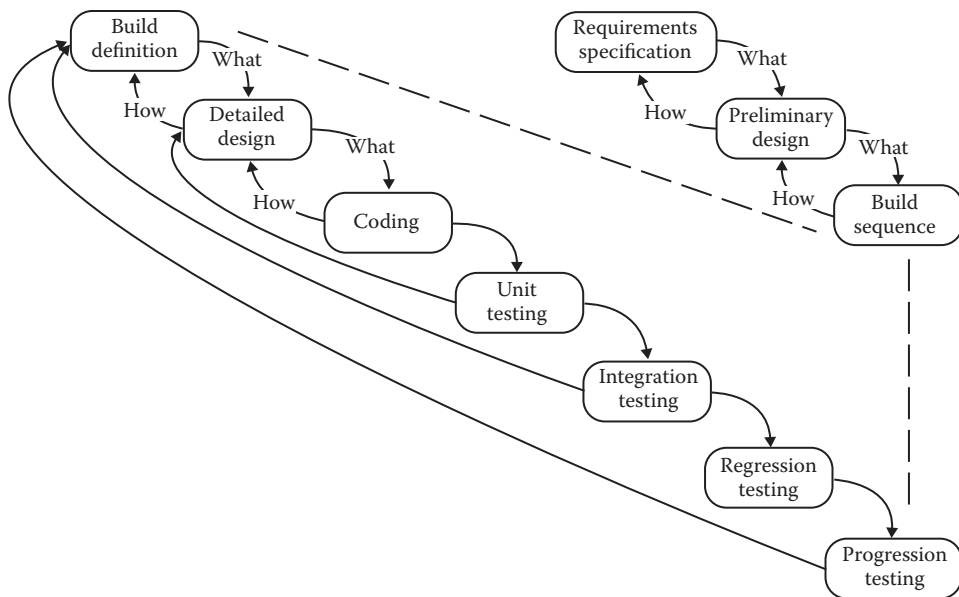 Build
definition
What
How
Detailed
design
What
How
Coding
Unit
testing
Integration
testing
Regression
testing
Progression
testing
Requirements
specification
What
How
Preliminary
design
What
How
Build
sequence